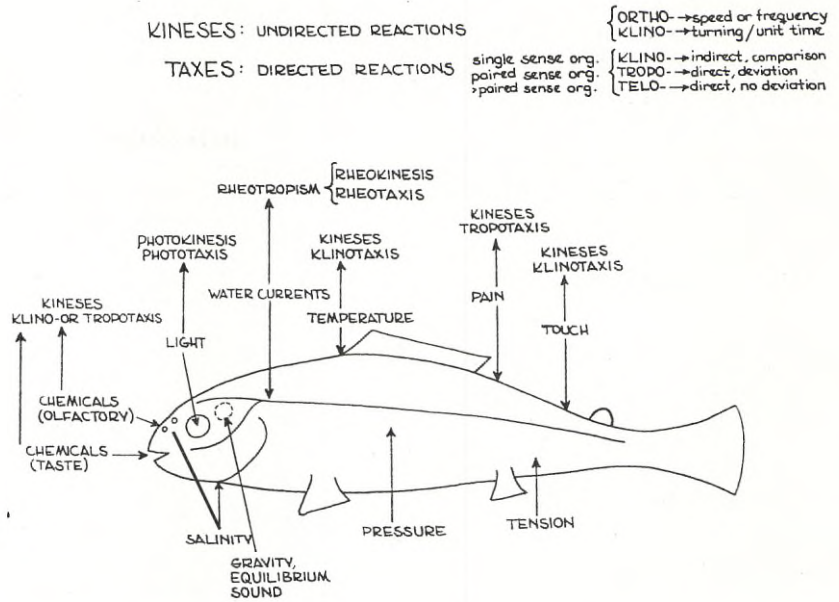 KINESES: UNDIRECTED REACTIONS
ORTHO-→speed or frequency
KLINO-→turning/unit time
TAXES: DIRECTED REACTIONS
single sense org.
paired sense org.
>paired sense org.
KLINO-→indirect, comparison
TROPO-→direct, deviation
TELO-→direct, no deviation
RHEOTROPISM
RHEOKINESIS
RHEOTAXIS
PHOTOKINESIS
PHOTOTAXIS
KINESES
KLINOTAXIS
KINESES
TROPOTAXIS
KINESES
KLINOTAXIS
KINESES
KLINO-OR TROPOTAXIS
WATER CURRENTS
PAIN
LIGHT
TEMPERATURE
TOUCH
CHEMICALS
(OLFACTORY)
CHEMICALS
(TASTE)
SALINITY
PRESSURE
TENSION
GRAVITY,
EQUILIBRIUM
SOUND